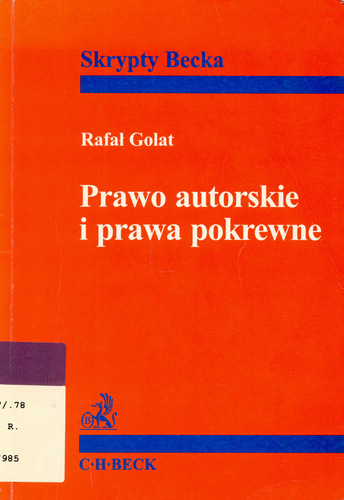 Skrypty Becka
Rafał Golat
Prawo autorskie
i prawa pokrewne
/.78
R.
985
B
C·H·BECK